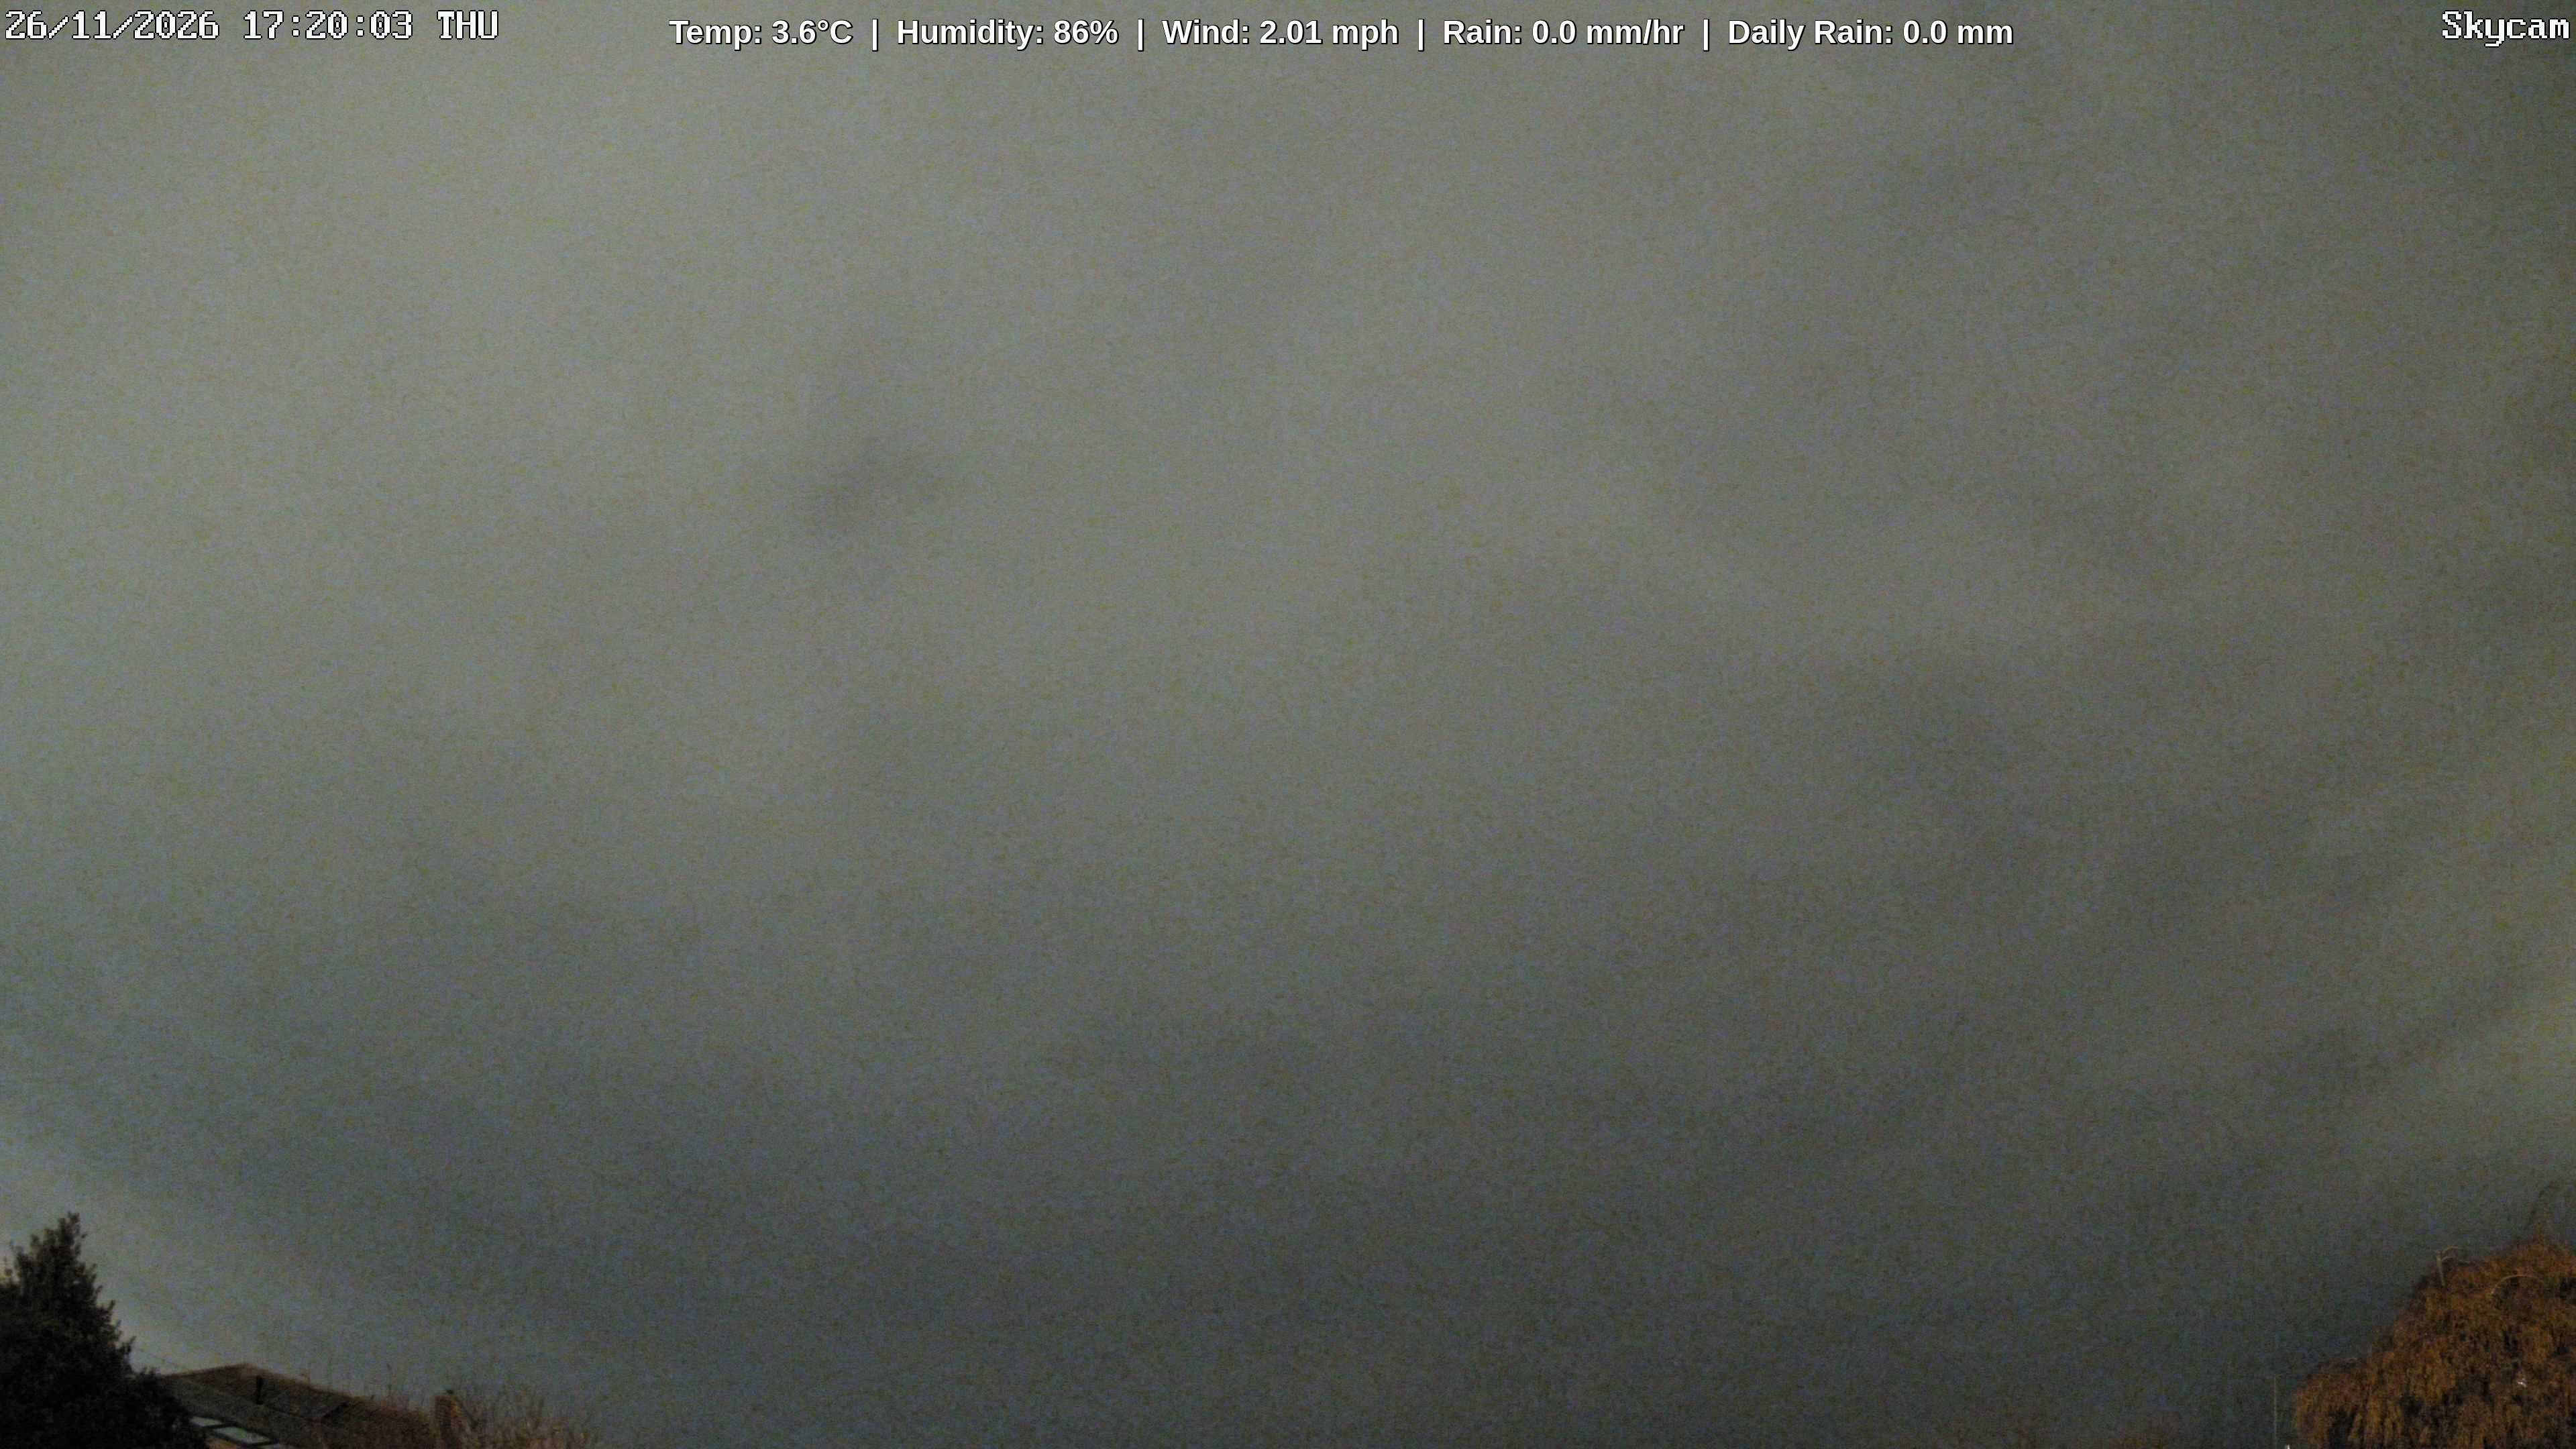 26/11/2026 17:20:03 THU
Temp: 3.6°C | Humidity: 86% | Wind: 2.01 mph | Rain: 0.0 mm/hr | Daily Rain: 0.0 mm
Skycam